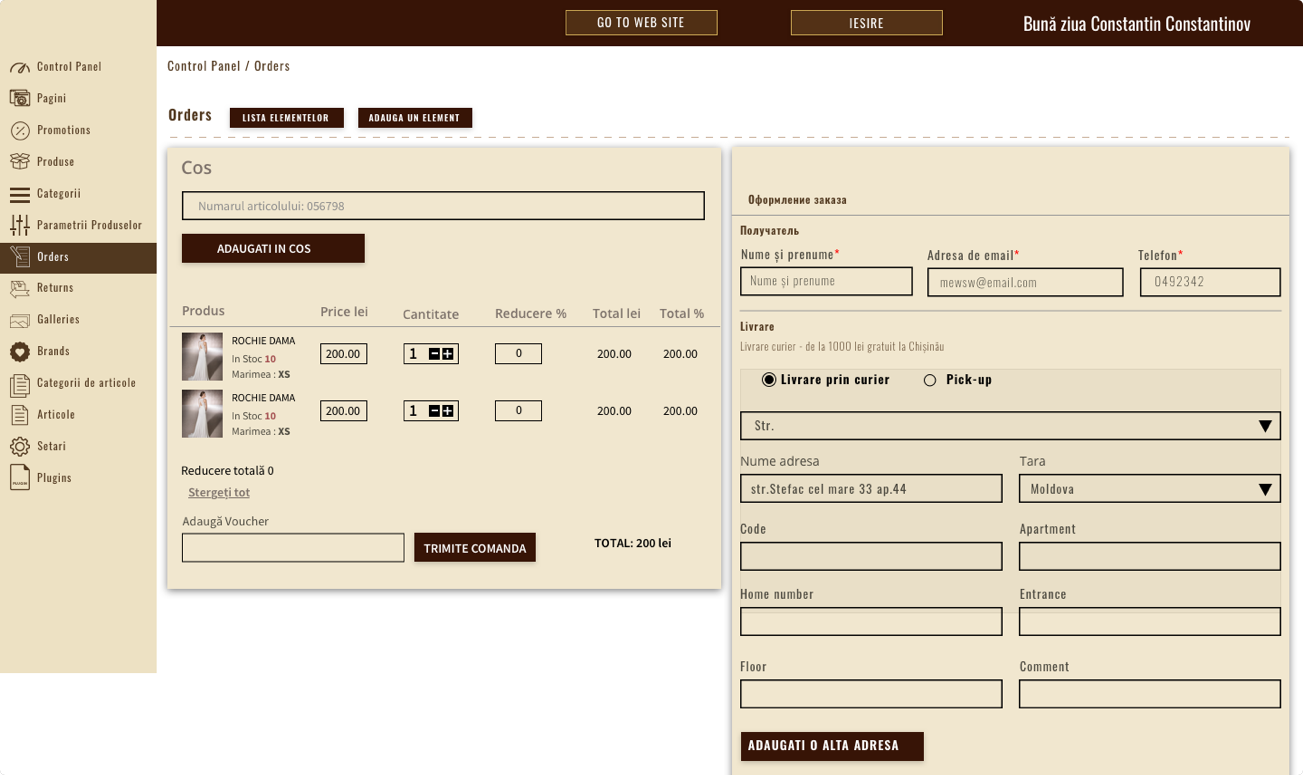 GO TO WEB SITE
IESIRE
Bună ziua Constantin Constantinov
Control Panel
Pagini
Promotions
Produse
Categorii
Parametrii Produselor
Orders
Returns
Galleries
Brands
Categorii de articole
Articole
Setari
PLUGIN
Plugins
Control Panel / Orders
Orders
LISTA ELEMENTELOR
ADAUGA UN ELEMENT
Cos
Numarul articolului: 056798
ADAUGATI IN COS
Produs Price lei Cantitate Reducere % Total lei Total %
ROCHIE DAMA
In Stoc 10
Marimea : XS
200.00 1 0 200.00 200.00
ROCHIE DAMA
In Stoc 10
Marimea : XS
200.00 1 0 200.00 200.00
Reducere totală 0
Stergeți tot
Adaugă Voucher
TRIMITE COMANDA
TOTAL: 200 lei
Оформление заказа
Получатель
Nume și prenume* Adresa de email* Telefon*
Nume și prenume mewsw@email.com 0492342
Livrare
Livrare curier - de la 1000 lei gratuit la Chișinău
Livrare prin curier Pick-up
Str.
Nume adresa Tara
str.Stefac cel mare 33 ap.44 Moldova
Code Apartment
Home number Entrance
Floor Comment
ADAUGATI O ALTA ADRESA